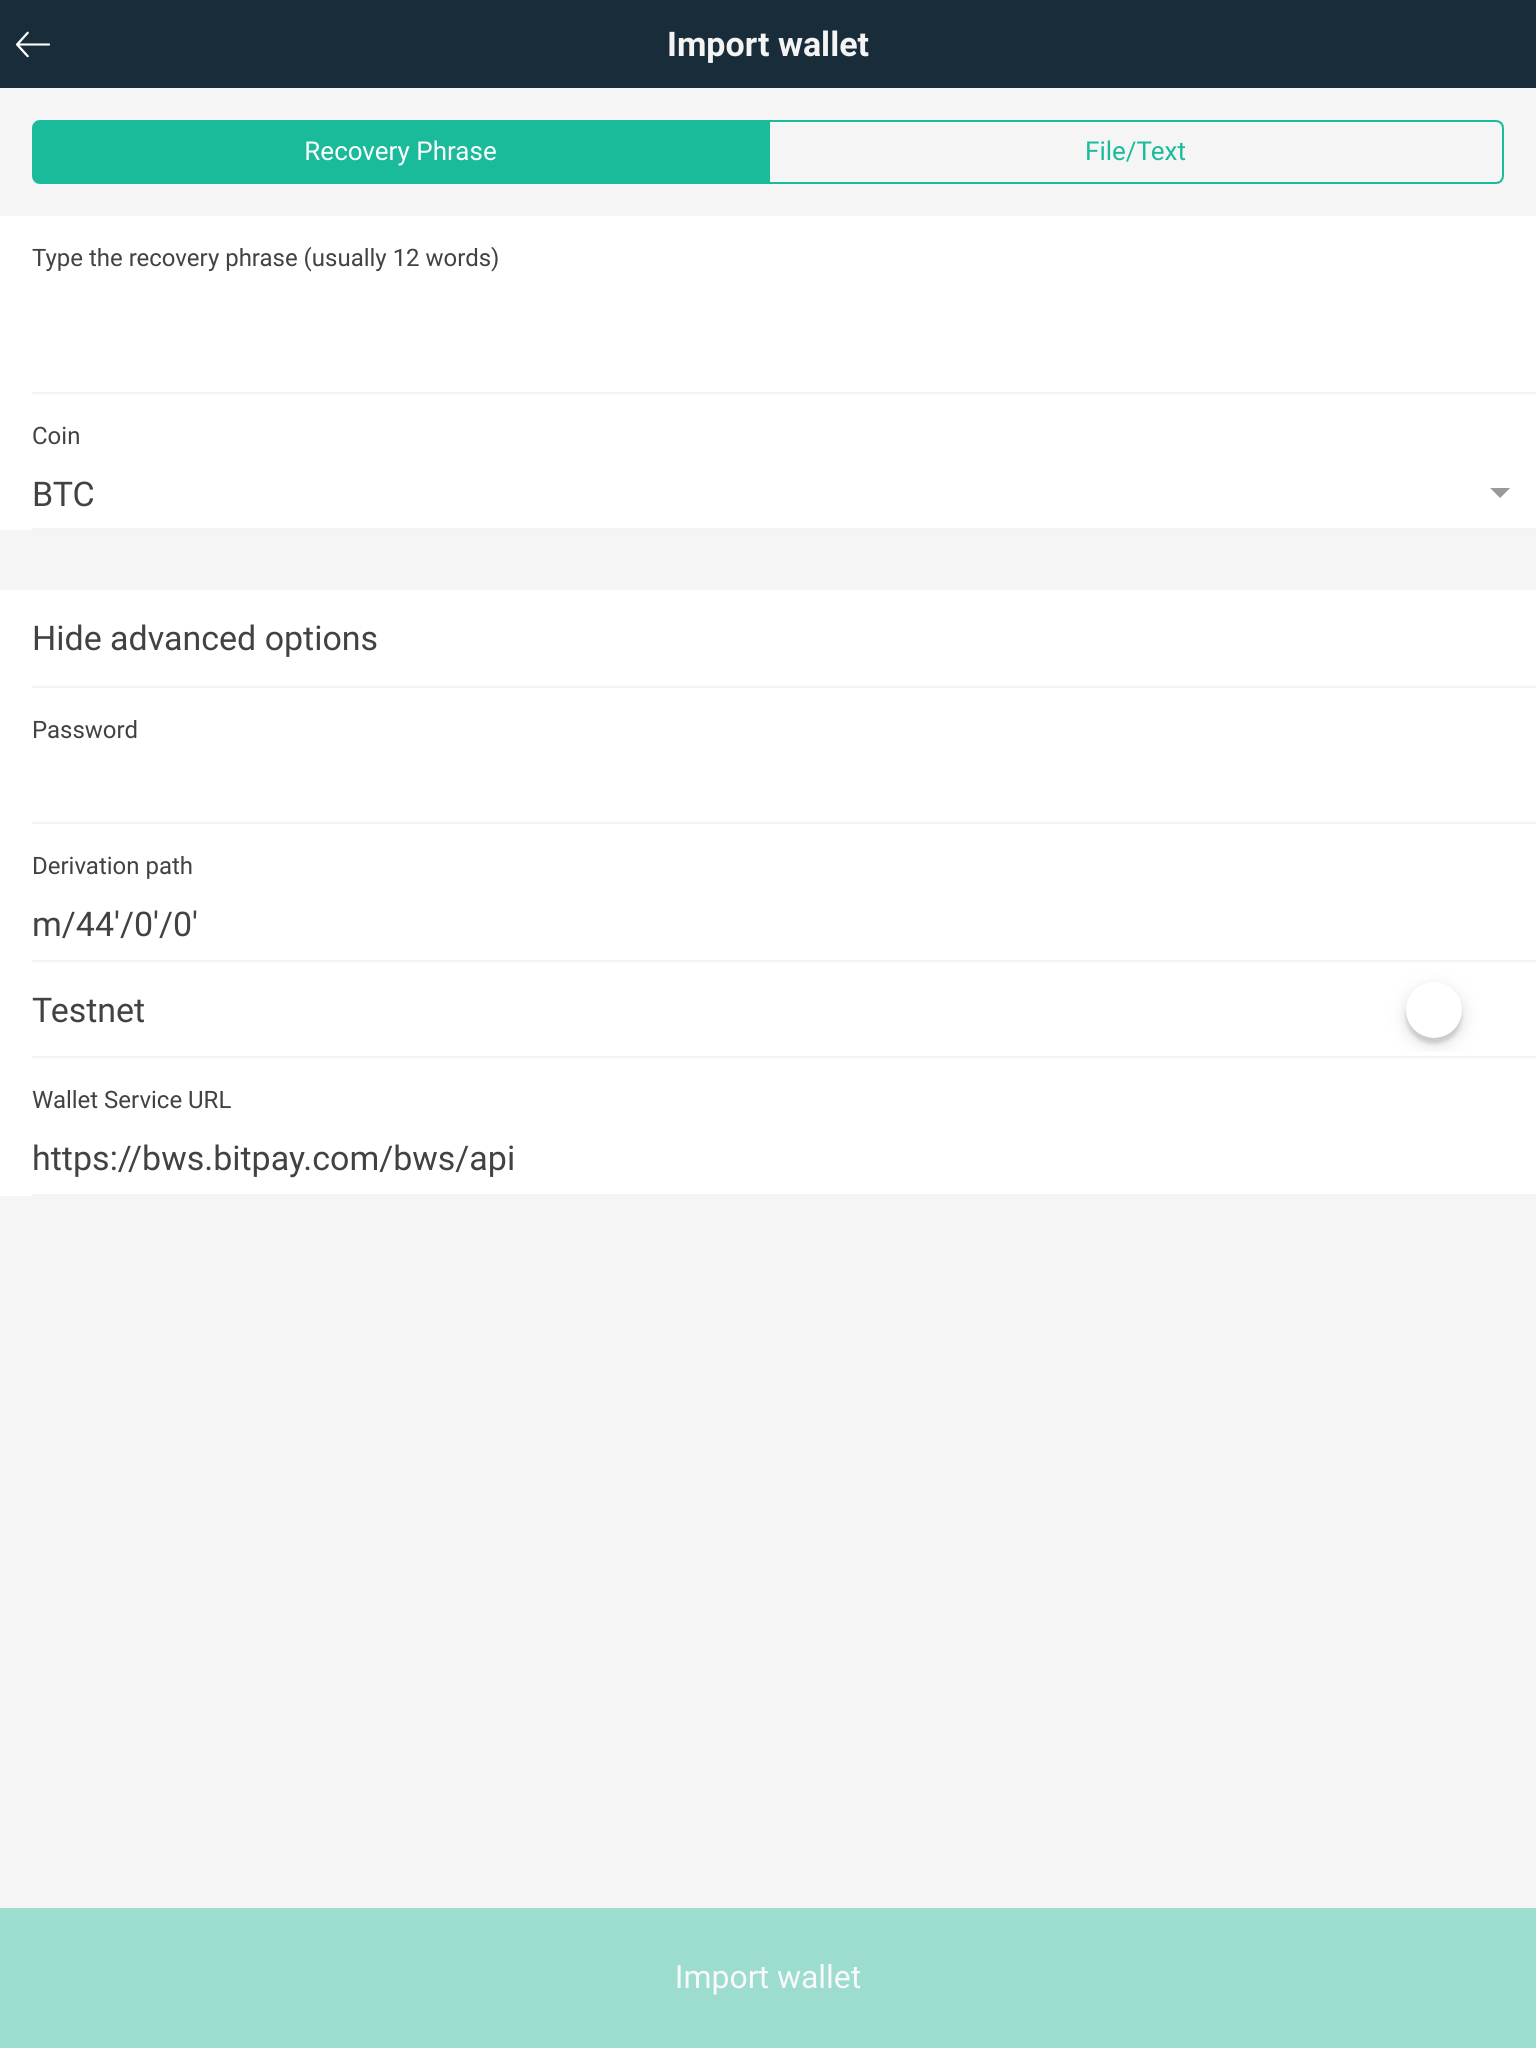 Import wallet
Recovery Phrase
File/Text
Type the recovery phrase (usually 12 words)
Coin
BTC
Hide advanced options
Password
Derivation path
m/44'/0'/0'
Testnet
Wallet Service URL
https://bws.bitpay.com/bws/api
Import wallet